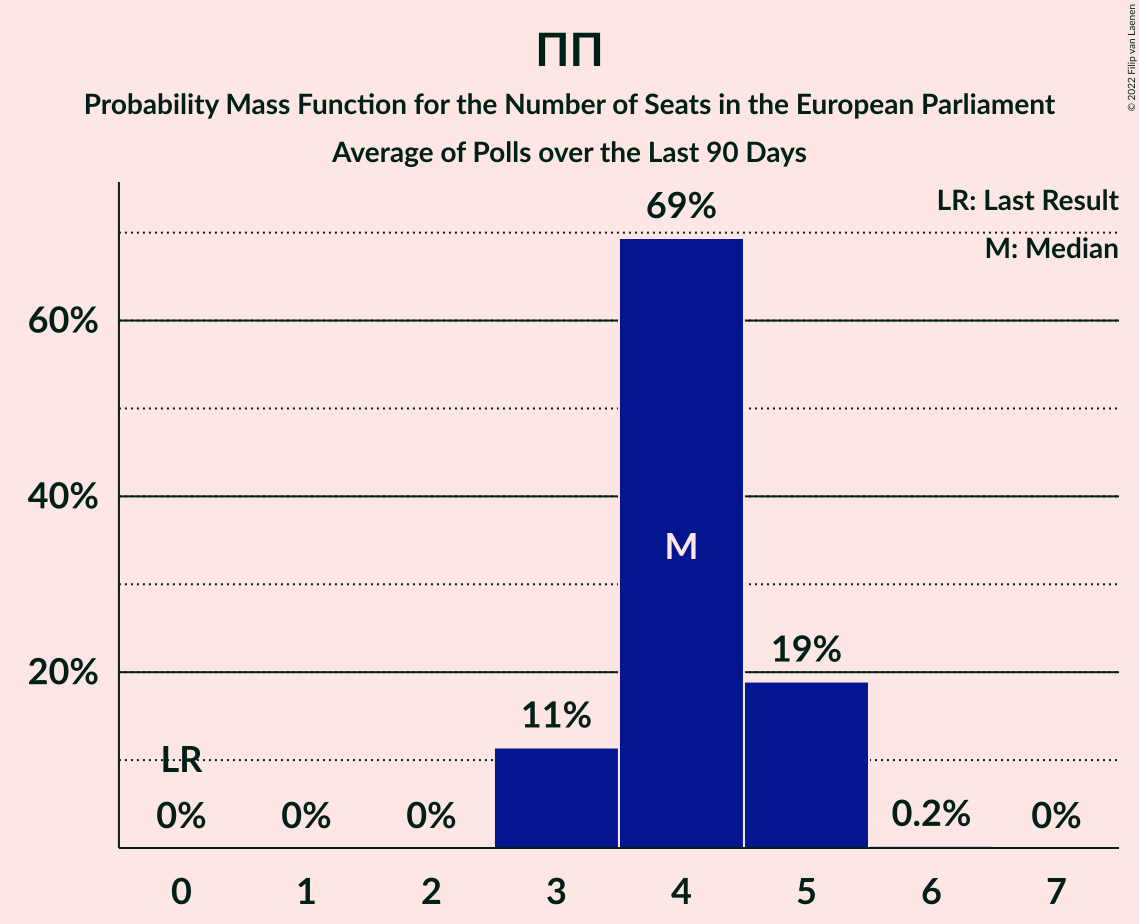 ПП
Probability Mass Function for the Number of Seats in the European Parliament
Average of Polls over the Last 90 Days
© 2022 Filip van Laenen
LR: Last Result
M: Median
69%
60%
40%
M
20%
19%
11%
LR
0% 0% 0% 0.2% 0%
0 1 2 3 4 5 6 7